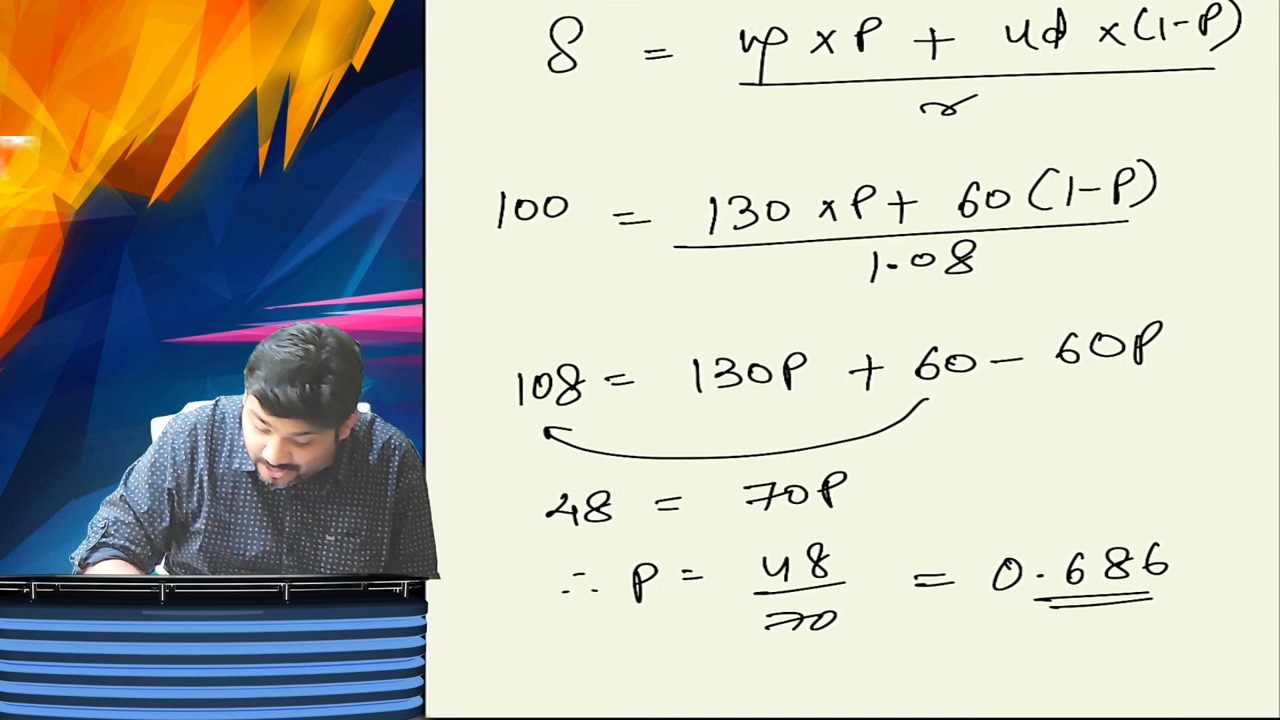 8 = up x P + ud x (1-P)
r
100 = 130 x P + 60 (1-P)
1.08
108 = 130P + 60 - 60P
48 = 70P
∴ P = 48 = 0.686
70